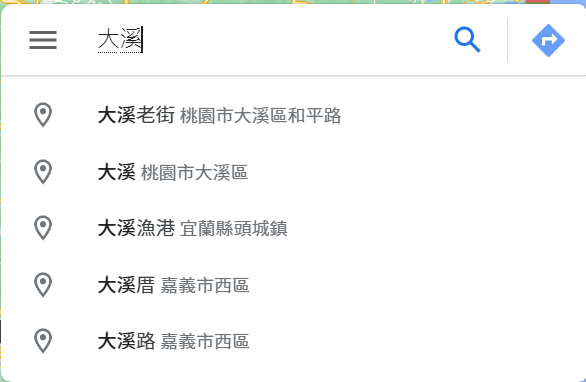 大溪
大溪老街 桃園市大溪區和平路
大溪 桃園市大溪區
大溪漁港 宜蘭縣頭城鎮
大溪厝 嘉義市西區
大溪路 嘉義市西區